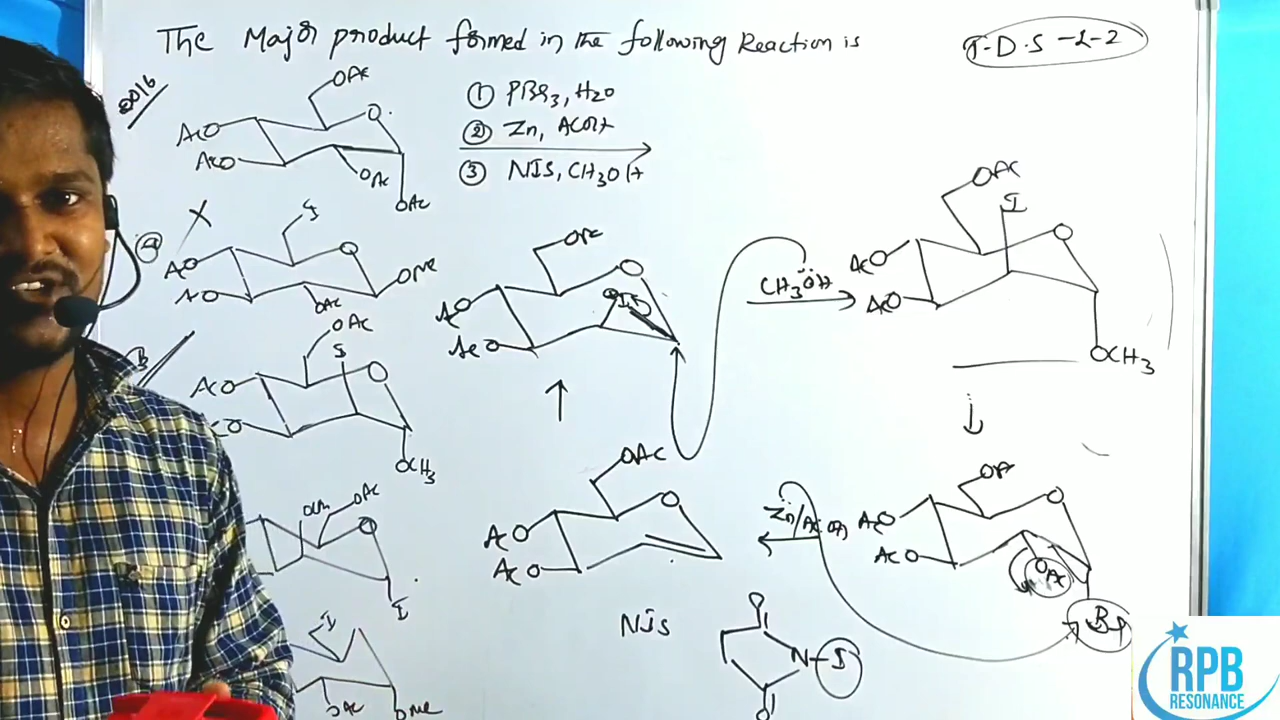 The Major product formed in the following Reaction is
T.D.S -2-2
2016
OAc
AcO
AcO
O
OAc
OAc
① PBr3, H2O
② Zn, ACOH
③ NIS, CH3OH
I
O
AcO
AcO
OMe
OAc
OAc
I
AcO
O
OCH3
OAc
O
I
I
OAc
OMe
OAc
O
AcO
AcO
I
CH3ÖH
OAc
I
O
AcO
AcO
OCH3
OAc
O
AcO
AcO
Zn/AcOH
OAc
O
AcO
AcO
OAc
Br
NIS
O
N-I
O
RPB
RESONANCE